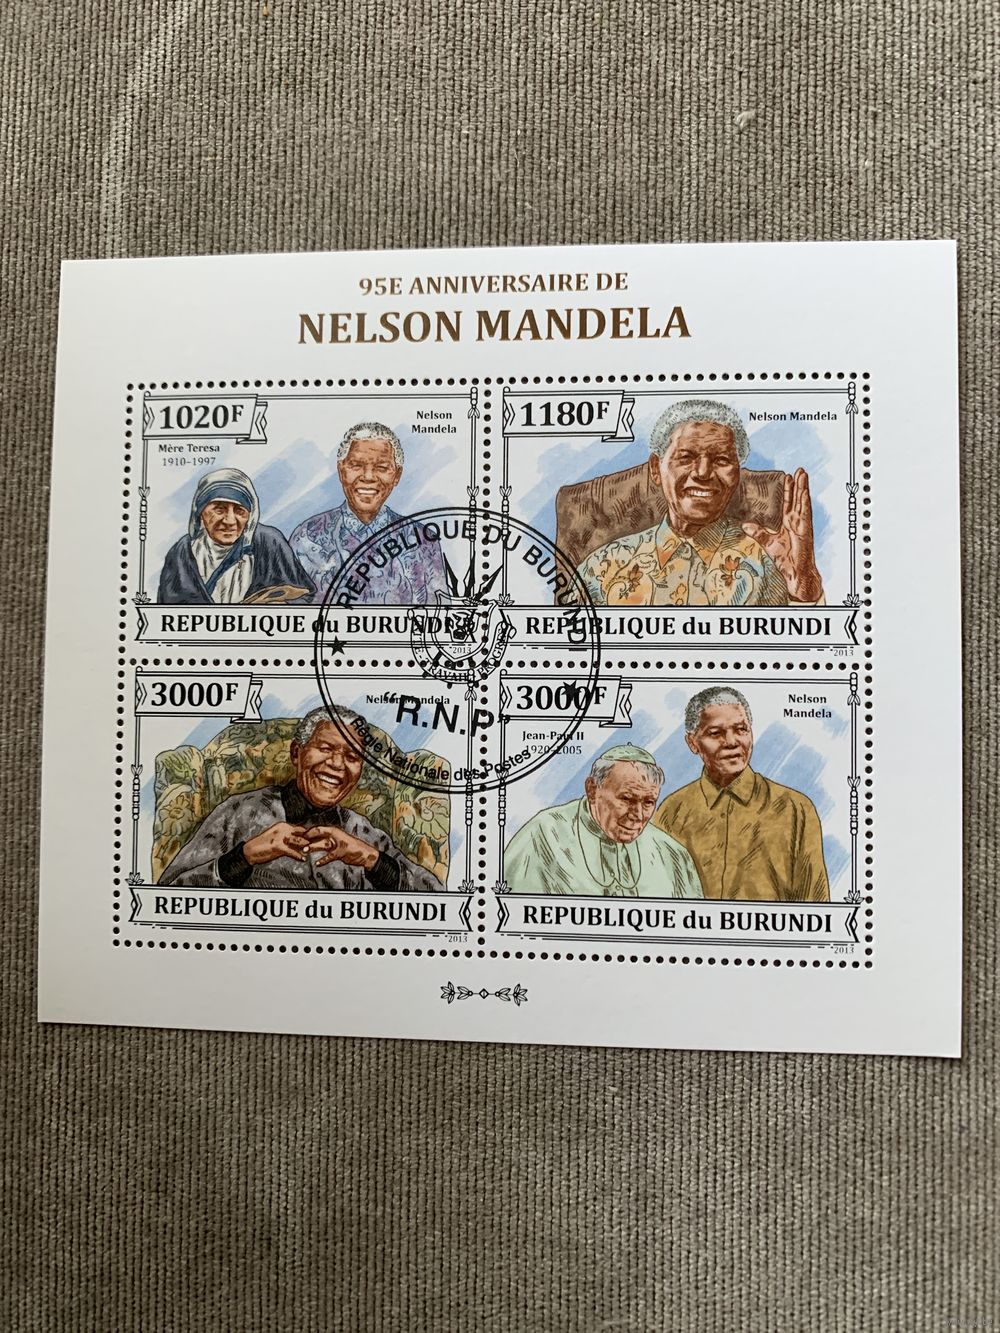 95E ANNIVERSAIRE DE
NELSON MANDELA
1020F
Nelson
Mandela
Mère Teresa
1910-1997
REPUBLIQUE du BURUNDI
2013
1180F
Nelson Mandela
REPUBLIQUE du BURUNDI
2013
REPUBLIQUE DU BURUNDI
TRAVAIL PROGRES
"R.N.P"
Régie Nationale des Postes
3000F
Nelson Mandela
REPUBLIQUE du BURUNDI
2013
3000F
Nelson
Mandela
Jean-Paul II
1920-2005
REPUBLIQUE du BURUNDI
2013